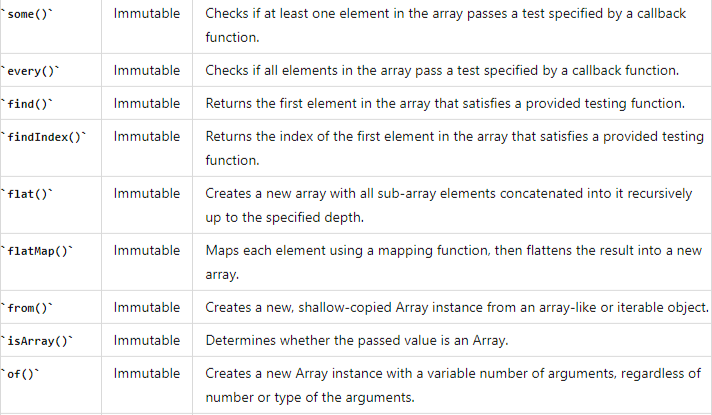 `some()` Immutable Checks if at least one element in the array passes a test specified by a callback
function.
`every()` Immutable Checks if all elements in the array pass a test specified by a callback function.
`find()` Immutable Returns the first element in the array that satisfies a provided testing function.
`findIndex()` Immutable Returns the index of the first element in the array that satisfies a provided testing
function.
`flat()` Immutable Creates a new array with all sub-array elements concatenated into it recursively
up to the specified depth.
`flatMap()` Immutable Maps each element using a mapping function, then flattens the result into a new
array.
`from()` Immutable Creates a new, shallow-copied Array instance from an array-like or iterable object.
`isArray()` Immutable Determines whether the passed value is an Array.
`of()` Immutable Creates a new Array instance with a variable number of arguments, regardless of
number or type of the arguments.